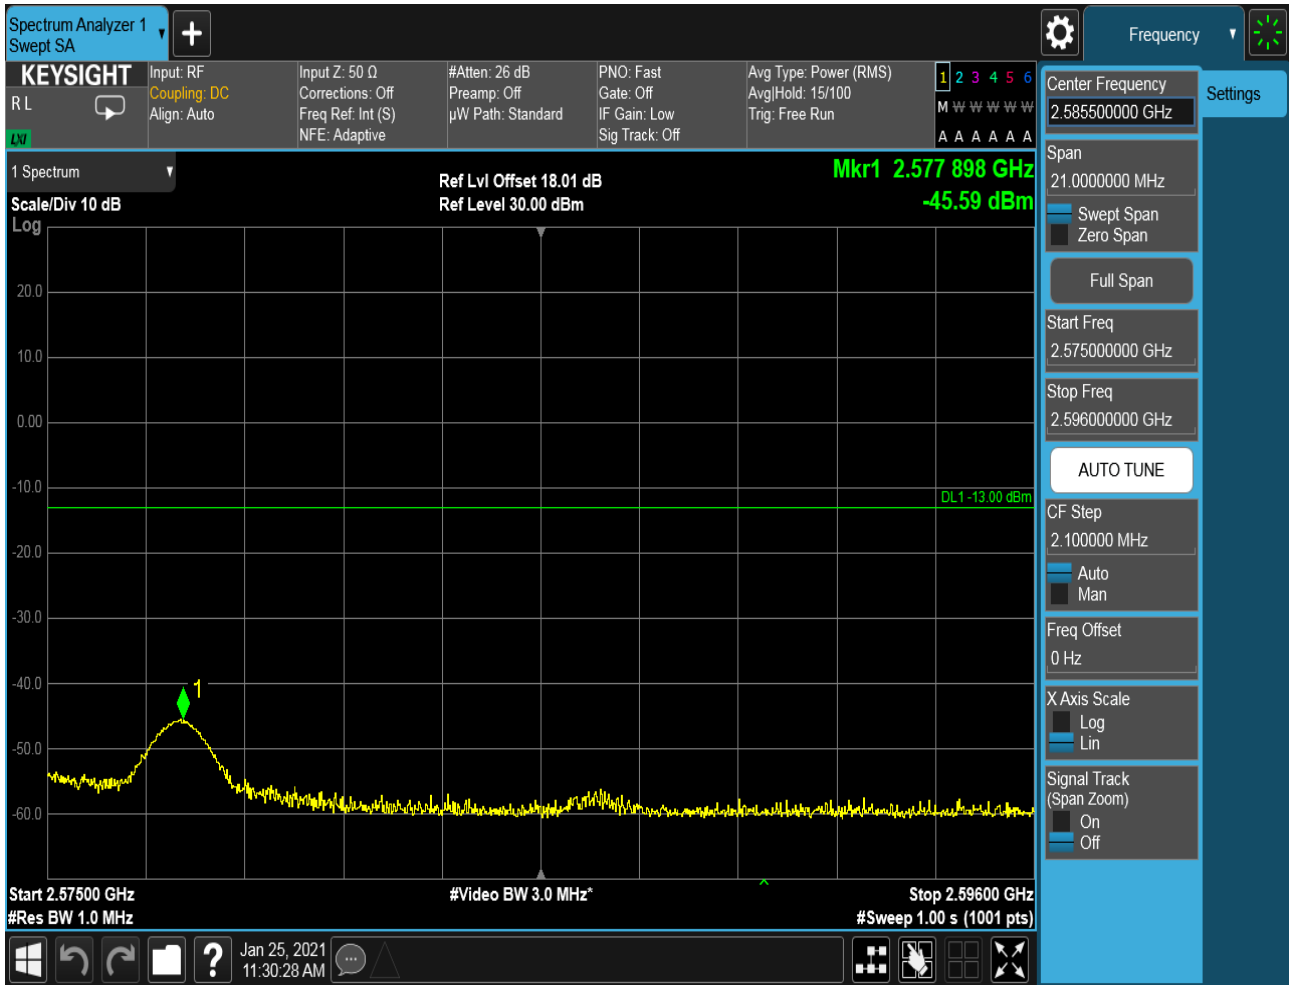 Spectrum Analyzer 1
Swept SA
Frequency
KEYSIGHT
R L
LXI
Input: RF
Coupling: DC
Align: Auto
Input Z: 50 Ω
Corrections: Off
Freq Ref: Int (S)
NFE: Adaptive
#Atten: 26 dB
Preamp: Off
µW Path: Standard
PNO: Fast
Gate: Off
IF Gain: Low
Sig Track: Off
Avg Type: Power (RMS)
Avg|Hold: 15/100
Trig: Free Run
1 2 3 4 5 6
M W W W W W
A A A A A A
1 Spectrum
Scale/Div 10 dB
Log
Ref Lvl Offset 18.01 dB
Ref Level 30.00 dBm
Mkr1 2.577 898 GHz
-45.59 dBm
20.0
10.0
0.00
-10.0
DL1 -13.00 dBm
-20.0
-30.0
-40.0
1
-50.0
-60.0
Start 2.57500 GHz
#Res BW 1.0 MHz
#Video BW 3.0 MHz*
Stop 2.59600 GHz
#Sweep 1.00 s (1001 pts)
Jan 25, 2021
11:30:28 AM
Center Frequency
2.585500000 GHz
Settings
Span
21.0000000 MHz
Swept Span
Zero Span
Full Span
Start Freq
2.575000000 GHz
Stop Freq
2.596000000 GHz
AUTO TUNE
CF Step
2.100000 MHz
Auto
Man
Freq Offset
0 Hz
X Axis Scale
Log
Lin
Signal Track
(Span Zoom)
On
Off